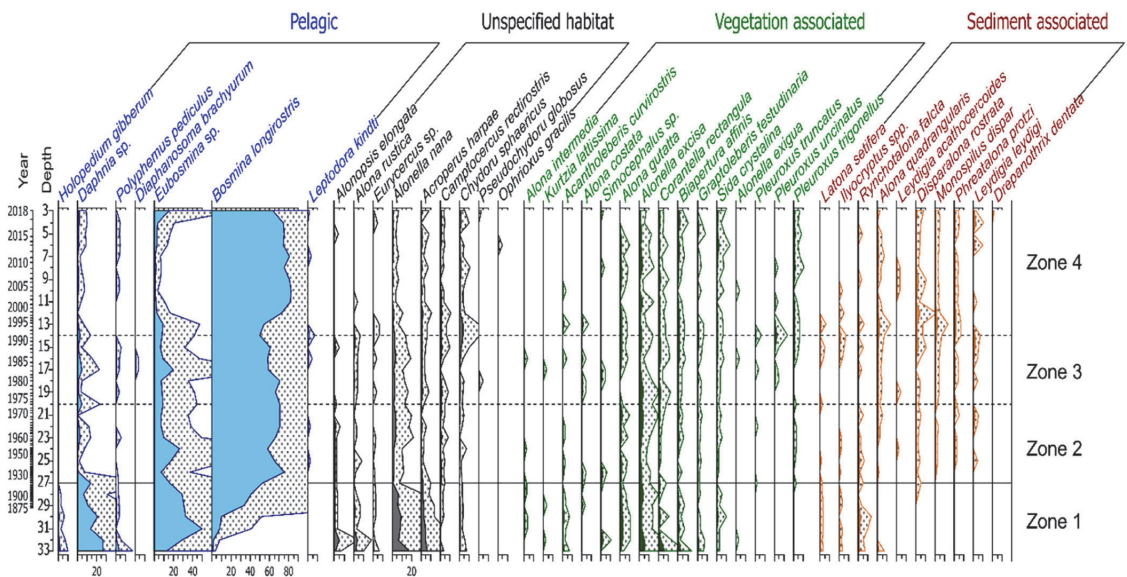 Pelagic
Unspecified habitat
Vegetation associated
Sediment associated
Year
Depth
Holopedium gibberum
Daphnia sp.
Polyphemus pediculus
Diaphanosoma brachyurum
Eubosmina sp.
Bosmina longirostris
Leptodora kindti
Alonopsis elongata
Alona rustica
Eurycercus sp.
Alonella nana
Acroperus harpae
Camptocercus rectirostris
Chydorus sphaericus
Pseudochydoru globosus
Ophrioxus gracilis
Alona intermedia
Kurtzia latissima
Acantholeberis curvirostris
Alona costata
Simocephalus sp.
Alona gutatta
Alonella excisa
Coronatella rectangula
Biapertura affinis
Graptoleberis testudinaria
Sida crystallina
Alonella exigua
Pleuroxus truncatus
Pleuroxus uncinatus
Pleuroxus trigonellus
Latona setifera
Ilyocryptus spp.
Rynchotalona falcta
Alona quadrangularis
Leydigia acanthocercoides
Disparalona rostrata
Monospilus dispar
Phreatalona protzi
Leydigia leydigi
Drepanothrix dentata
2018
2015
2010
2005
2000
1995
1990
1985
1980
1975
1970
1960
1950
1930
1900
1875
3
5
7
9
11
13
15
17
19
21
23
25
27
29
31
33
Zone 4
Zone 3
Zone 2
Zone 1
20
20 40
20 40 60 80
20